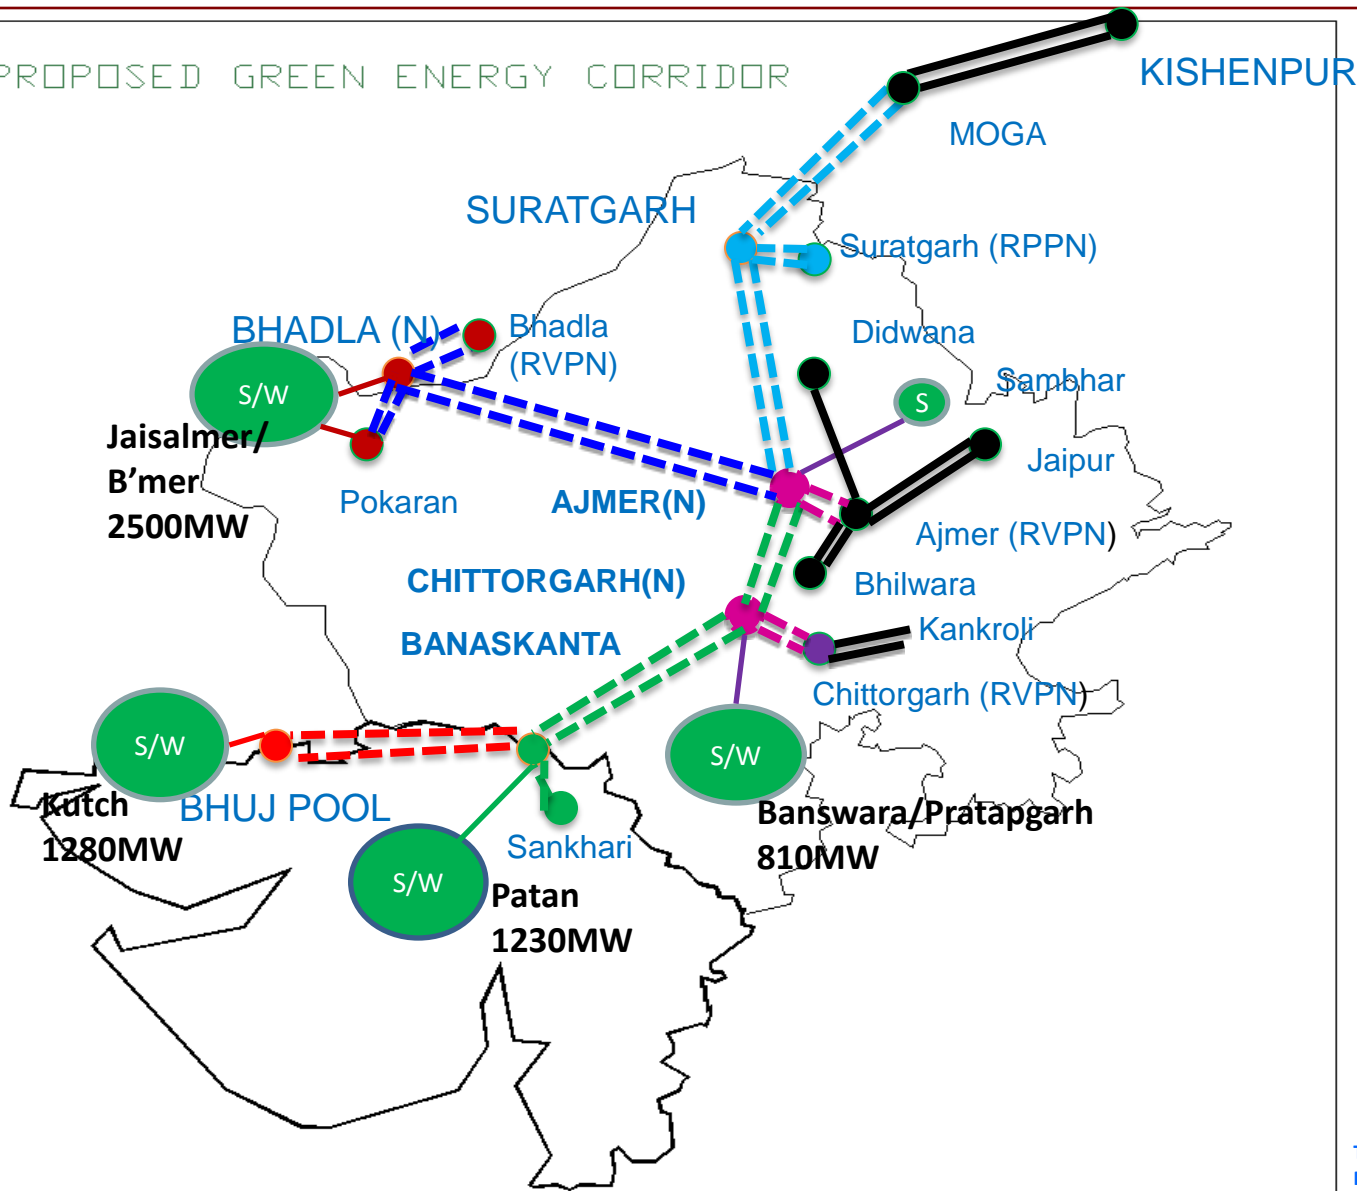 PROPOSED GREEN ENERGY CORRIDOR
KISHENPUR
MOGA
SURATGARH
Suratgarh (RPPN)
BHADLA (N)
Bhadla
(RVPN)
Didwana
S/W
S
Sambhar
Jaisalmer/
B’mer
2500MW
Pokaran
AJMER(N)
Jaipur
Ajmer (RVPN)
CHITTORGARH(N)
Bhilwara
BANASKANTA
Kankroli
Chittorgarh (RVPN)
S/W
S/W
Kutch
1280MW
BHUJ POOL
Sankhari
Banswara/Pratapgarh
810MW
S/W
Patan
1230MW